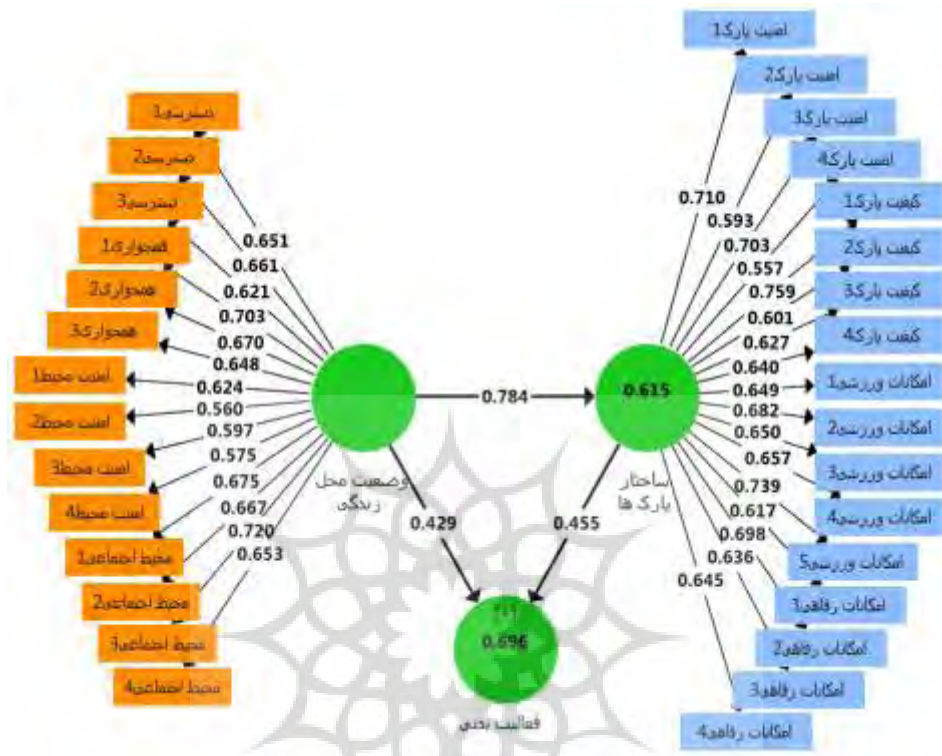 دسترسی1
دسترسی2
دسترسی3
همجواری1
همجواری2
همجواری3
امنیت محیط1
امنیت محیط2
امنیت محیط3
امنیت محیط4
محیط اجتماعی1
محیط اجتماعی2
محیط اجتماعی3
محیط اجتماعی4
0.651
0.661
0.621
0.703
0.670
0.648
0.624
0.560
0.597
0.575
0.675
0.667
0.720
0.653
وضعیت محل
زندگی
0.784
0.429
0.455
0.615
ساختار
پارک ها
[+]
0.696
فعالیت بدنی
0.710
0.593
0.703
0.557
0.759
0.601
0.627
0.640
0.649
0.682
0.650
0.657
0.739
0.617
0.698
0.636
0.645
امنیت پارک1
امنیت پارک2
امنیت پارک3
امنیت پارک4
کیفیت پارک1
کیفیت پارک2
کیفیت پارک3
کیفیت پارک4
امکانات ورزشی1
امکانات ورزشی2
امکانات ورزشی3
امکانات ورزشی4
امکانات ورزشی5
امکانات رفاهی1
امکانات رفاهی2
امکانات رفاهی3
امکانات رفاهی4